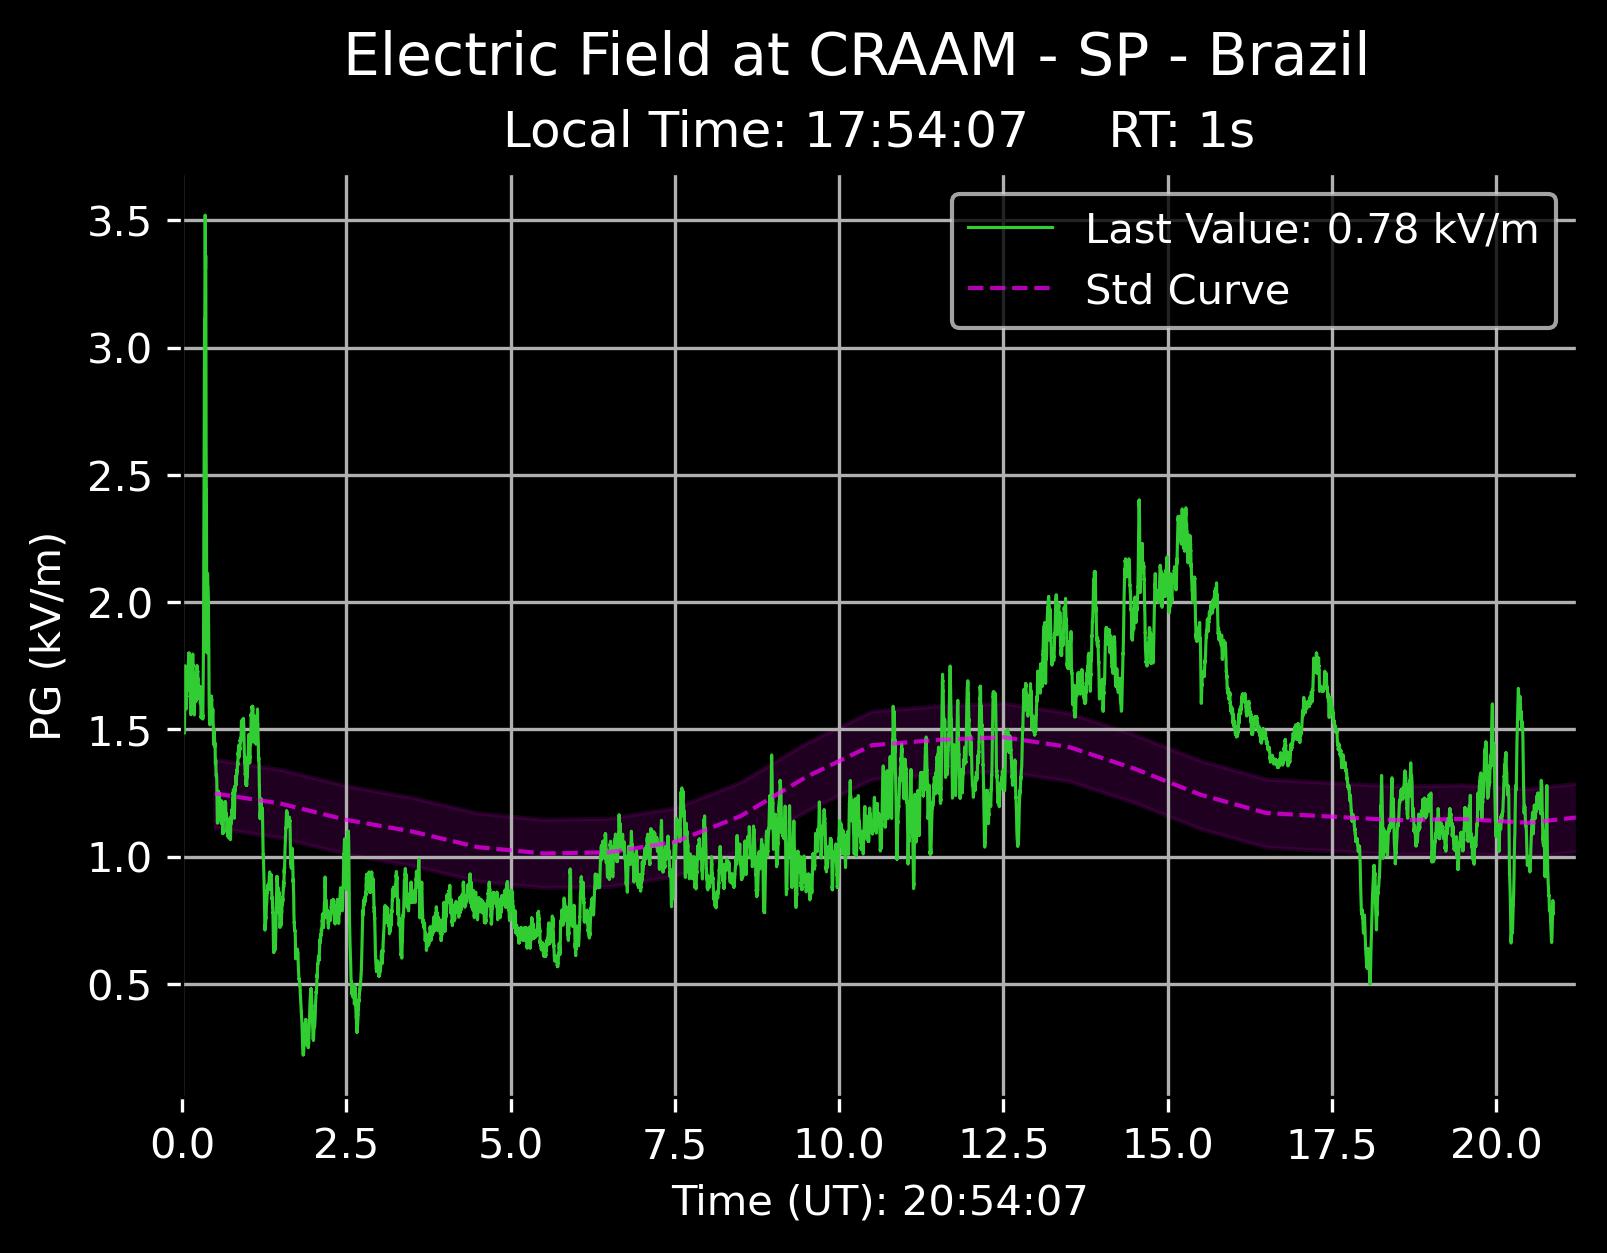 Electric Field at CRAAM - SP - Brazil
Local Time: 17:54:07 RT: 1s
Last Value: 0.78 kV/m
Std Curve
PG (kV/m)
3.5
3.0
2.5
2.0
1.5
1.0
0.5
0.0 2.5 5.0 7.5 10.0 12.5 15.0 17.5 20.0
Time (UT): 20:54:07